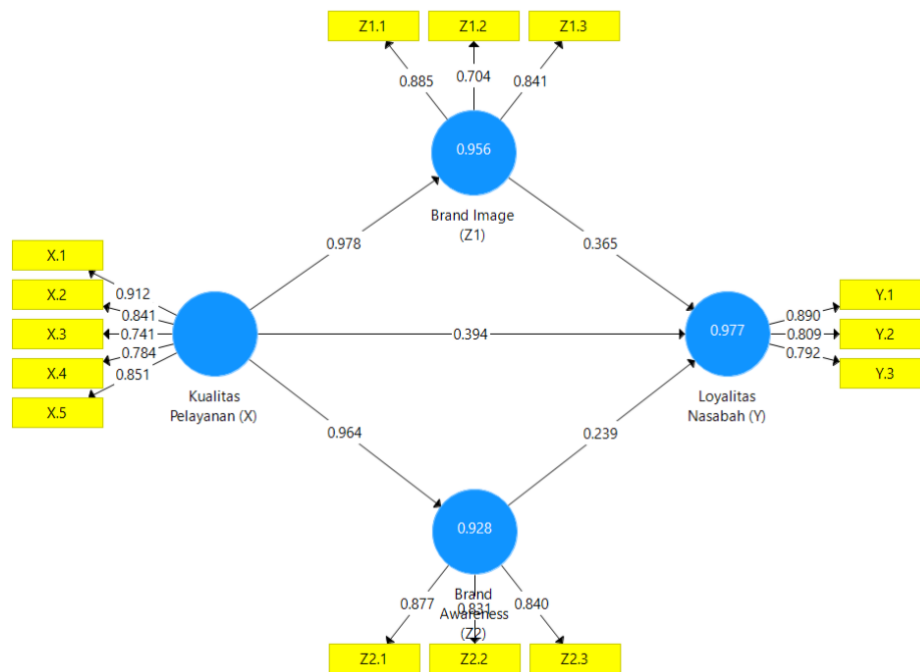 Z1.1 Z1.2 Z1.3
0.885 0.704 0.841
0.956
Brand Image
(Z1)
0.978 0.365
X.1
X.2
X.3
X.4
X.5
0.912
0.841
0.741
0.784
0.851
Kualitas
Pelayanan (X)
0.394
0.977
Loyalitas
Nasabah (Y)
0.890
0.809
0.792
Y.1
Y.2
Y.3
0.964 0.239
0.928
Brand
Awareness
(Z2)
0.877 0.831 0.840
Z2.1 Z2.2 Z2.3